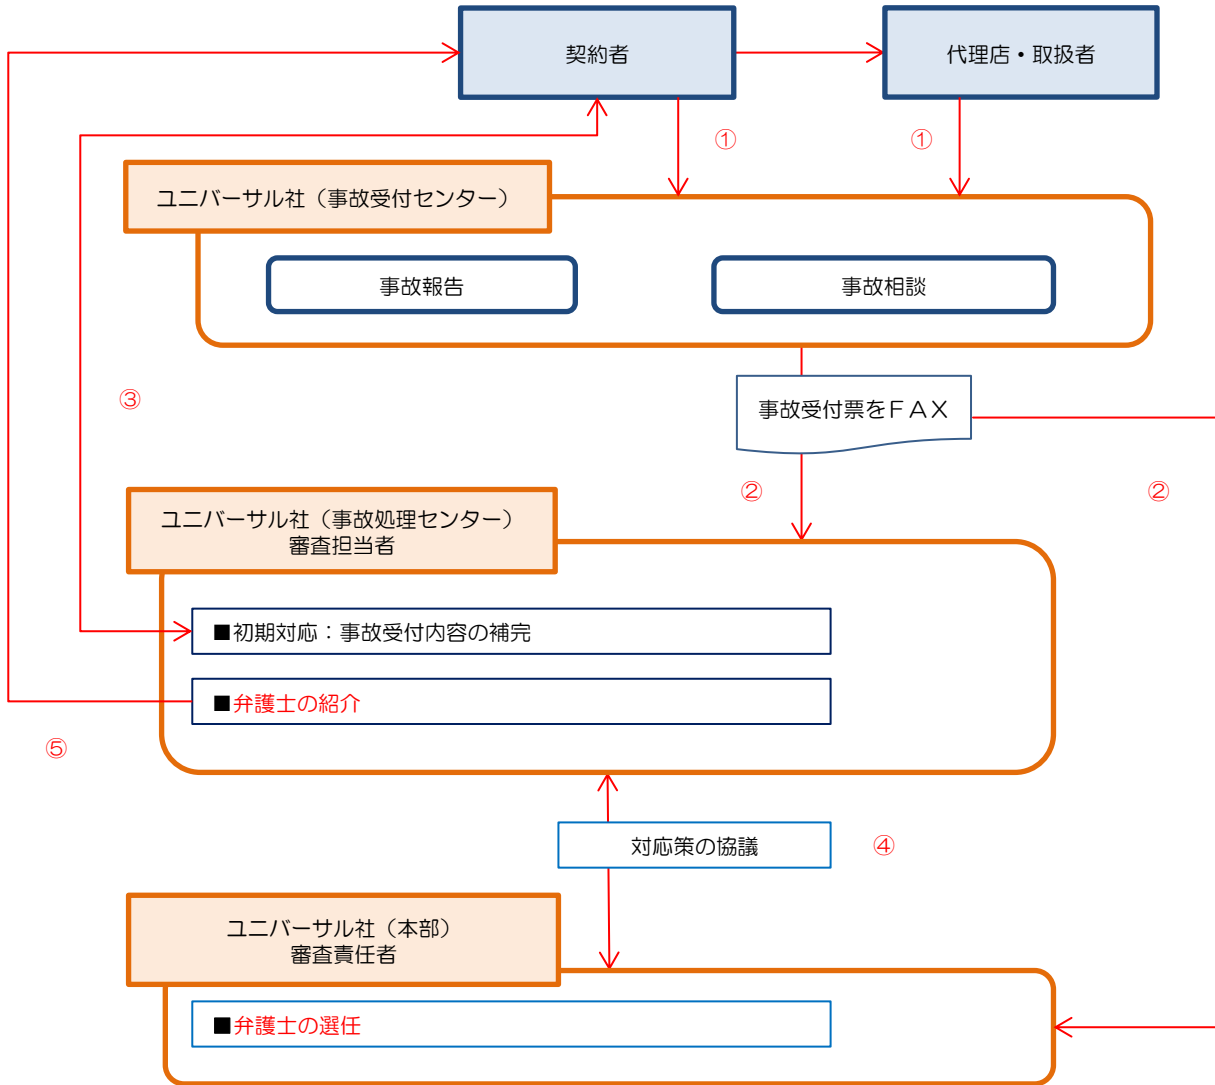 契約者
代理店・取扱者
①
①
ユニバーサル社（事故受付センター）
事故報告
事故相談
③
事故受付票をＦＡＸ
②
②
ユニバーサル社（事故処理センター）
審査担当者
■初期対応：事故受付内容の補完
■弁護士の紹介
⑤
対応策の協議
④
ユニバーサル社（本部）
審査責任者
■弁護士の選任